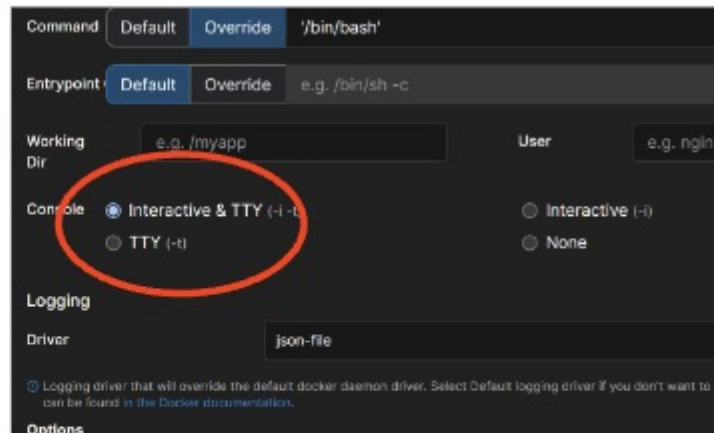 Command Default Override '/bin/bash'
Entrypoint Default Override e.g. /bin/sh -c
Working Dir e.g. /myapp User e.g. ngin
Console Interactive & TTY (-i -t Interactive (-i)
TTY (-t) None
Logging
Driver json-file
Logging driver that will override the default docker daemon driver. Select Default logging driver if you don't want to
can be found in the Docker documentation.
Options